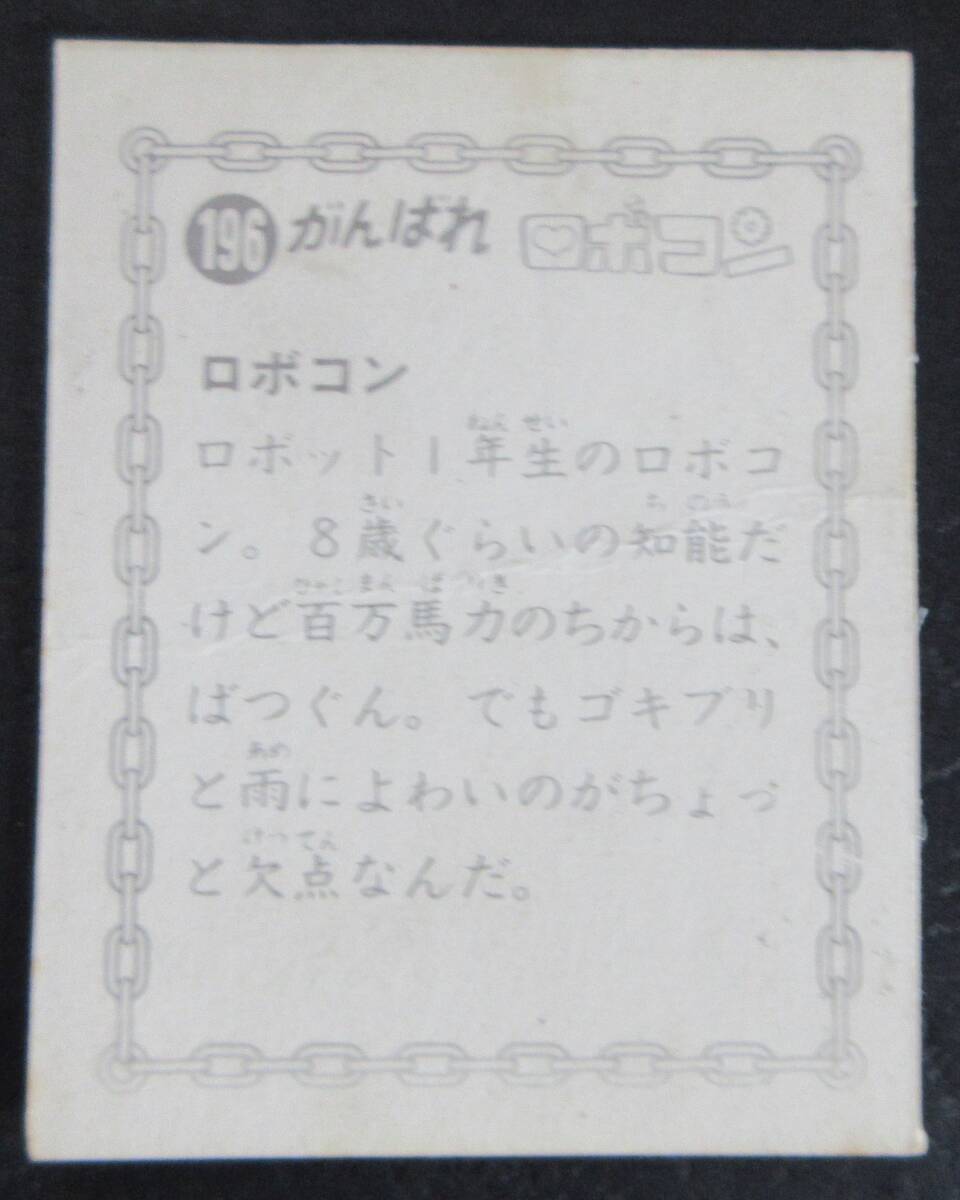 196 がんばれ ロボコン
ロボコン
ロボット1年生のロボコ
ン。8歳ぐらいの知能だ
けど百万馬力のちからは、
ばつぐん。でもゴキブリ
と雨によわいのがちょっ
と欠点なんだ。